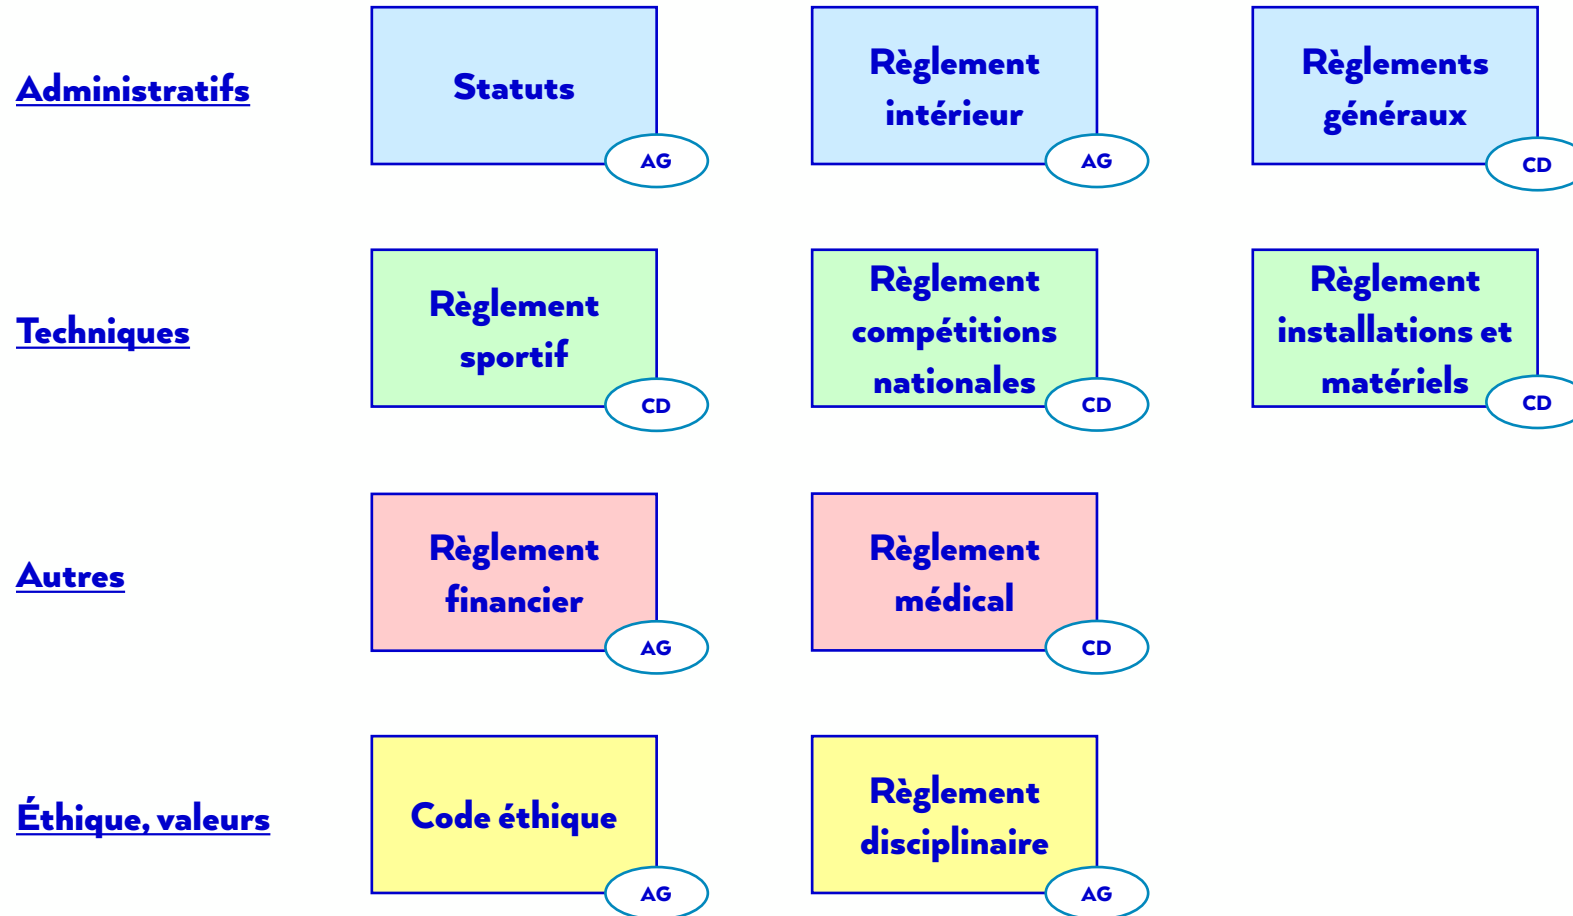 Administratifs
Statuts
AG
Règlement
intérieur
AG
Règlements
généraux
CD
Techniques
Règlement
sportif
CD
Règlement
compétitions
nationales
CD
Règlement
installations et
matériels
CD
Autres
Règlement
financier
AG
Règlement
médical
CD
Éthique, valeurs
Code éthique
AG
Règlement
disciplinaire
AG